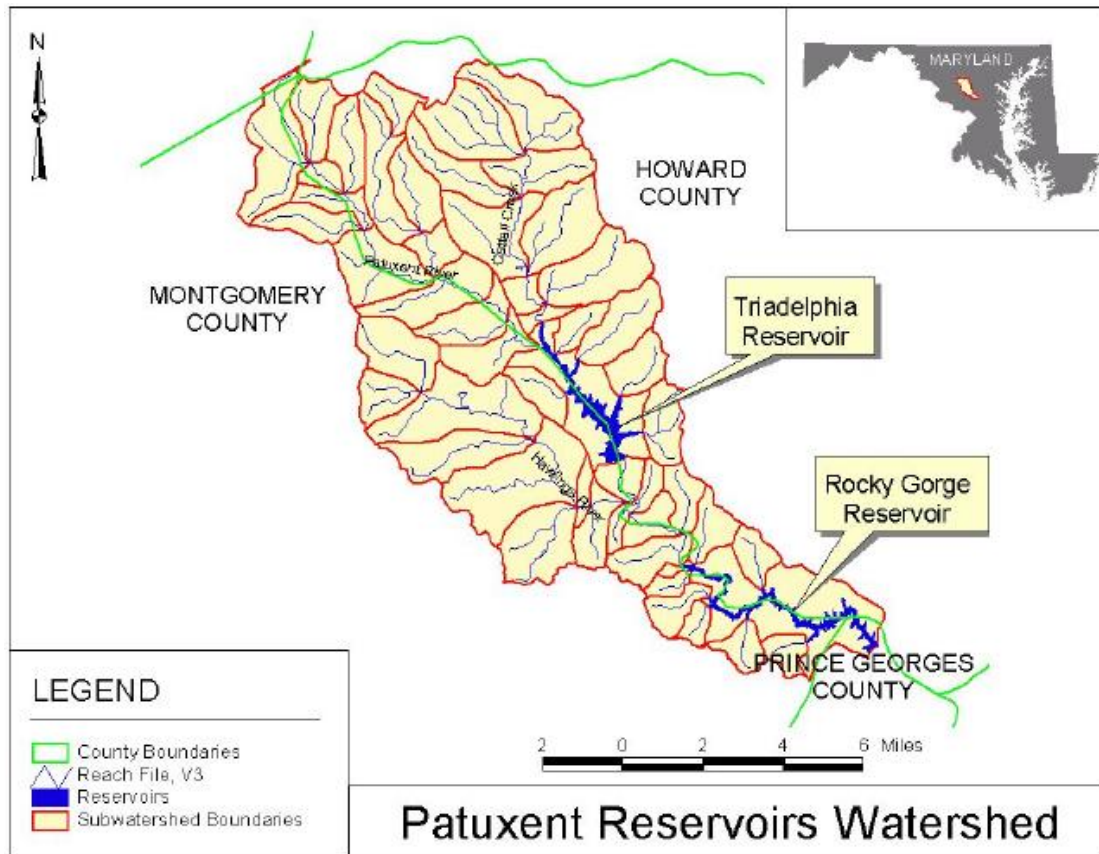 N
MARYLAND
HOWARD
COUNTY
Cattail Creek
Patuxent River
MONTGOMERY
COUNTY
Triadelphia
Reservoir
Hawlings River
Rocky Gorge
Reservoir
PRINCE GEORGES
COUNTY
LEGEND
County Boundaries
Reach File, V3
Reservoirs
Subwatershed Boundaries
2 0 2 4 6 Miles
Patuxent Reservoirs Watershed